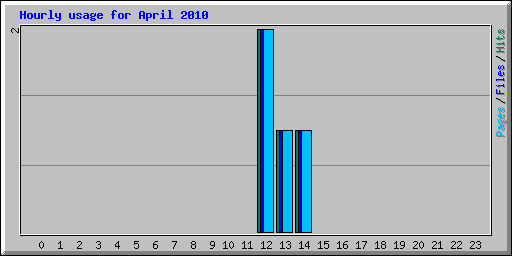 Hourly usage for April 2010
2
Pages/Files/Hits
0 1 2 3 4 5 6 7 8 9 10 11 12 13 14 15 16 17 18 19 20 21 22 23